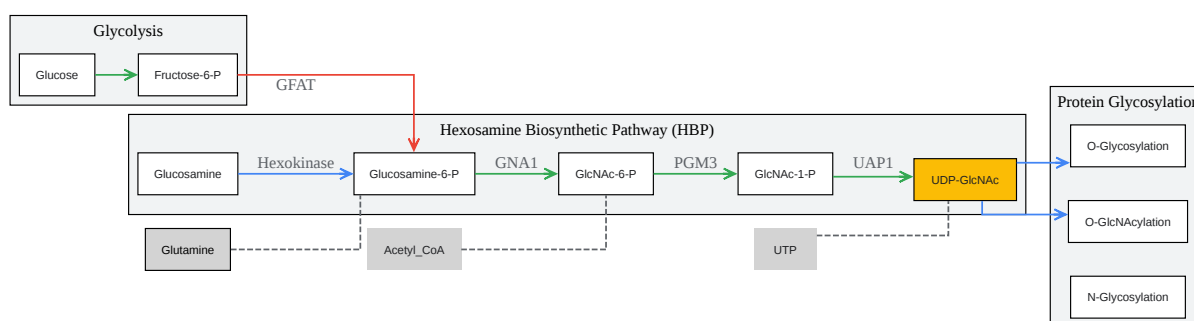 Glycolysis
Glucose
Fructose-6-P
GFAT
Protein Glycosylation
Hexosamine Biosynthetic Pathway (HBP)
O-Glycosylation
Glucosamine
Hexokinase
Glucosamine-6-P
GNA1
GlcNAc-6-P
PGM3
GlcNAc-1-P
UAP1
UDP-GlcNAc
O-GlcNAcylation
Glutamine
Acetyl_CoA
UTP
N-Glycosylation